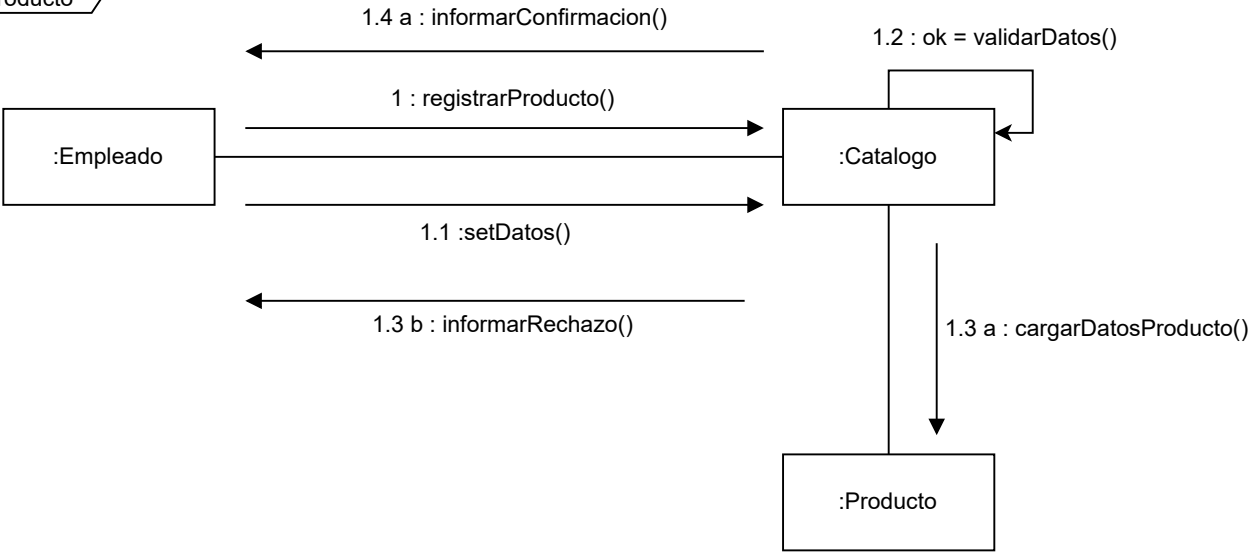 1.4 a : informarConfirmacion()
1.2 : ok = validarDatos()
1 : registrarProducto()
:Empleado
:Catalogo
1.1 :setDatos()
1.3 b : informarRechazo()
1.3 a : cargarDatosProducto()
:Producto